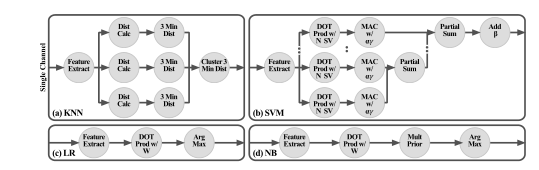 Single Channel
Feature
Extract
Dist
Calc
3 Min
Dist
Dist
Calc
3 Min
Dist
Dist
Calc
3 Min
Dist
Cluster 3
Min Dist
(a) KNN
Feature
Extract
DOT
Prod w/
N SV
MAC
w/
αγ
DOT
Prod w/
N SV
MAC
w/
αγ
DOT
Prod w/
N SV
MAC
w/
αγ
Partial
Sum
Partial
Sum
Add
β
(b) SVM
Feature
Extract
DOT
Prod w/
W
Arg
Max
(c) LR
Feature
Extract
DOT
Prod w/
W
Mult
Prior
Arg
Max
(d) NB